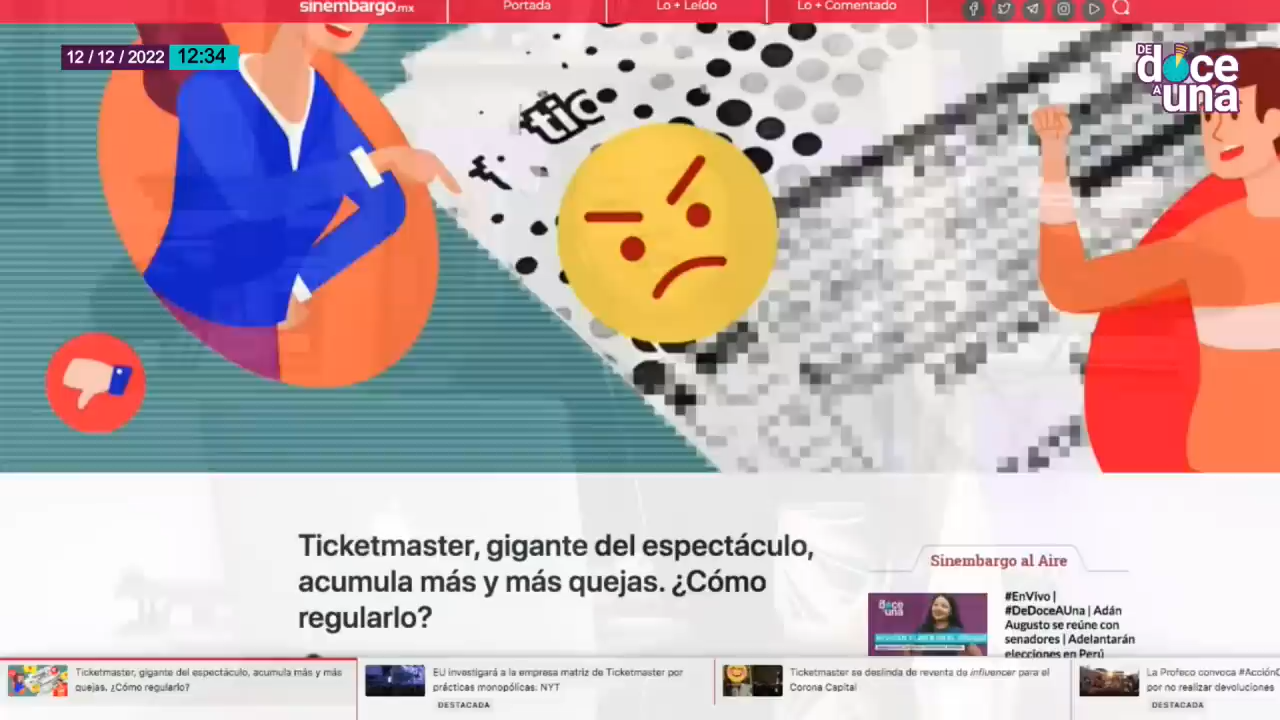 sinembargo.mx
Portada
Lo + Leído
Lo + Comentado
12 / 12 / 2022 12:34
DE
doce
A
una
tic
Ticketmaster, gigante del espectáculo,
acumula más y más quejas. ¿Cómo
regularlo?
Sinembargo al Aire
doce
una
#EnVivo |
#DeDoceAUna | Adán
Augusto se reúne con
senadores | Adelantarán
elecciones en Perú
Ticketmaster, gigante del espectáculo, acumula más y más
quejas. ¿Cómo regularlo?
EU investigará a la empresa matriz de Ticketmaster por
prácticas monopólicas: NYT
DESTACADA
Ticketmaster se deslinda de reventa de influencer para el
Corona Capital
La Profeco convoca #AcciónC
por no realizar devoluciones
DESTACADA